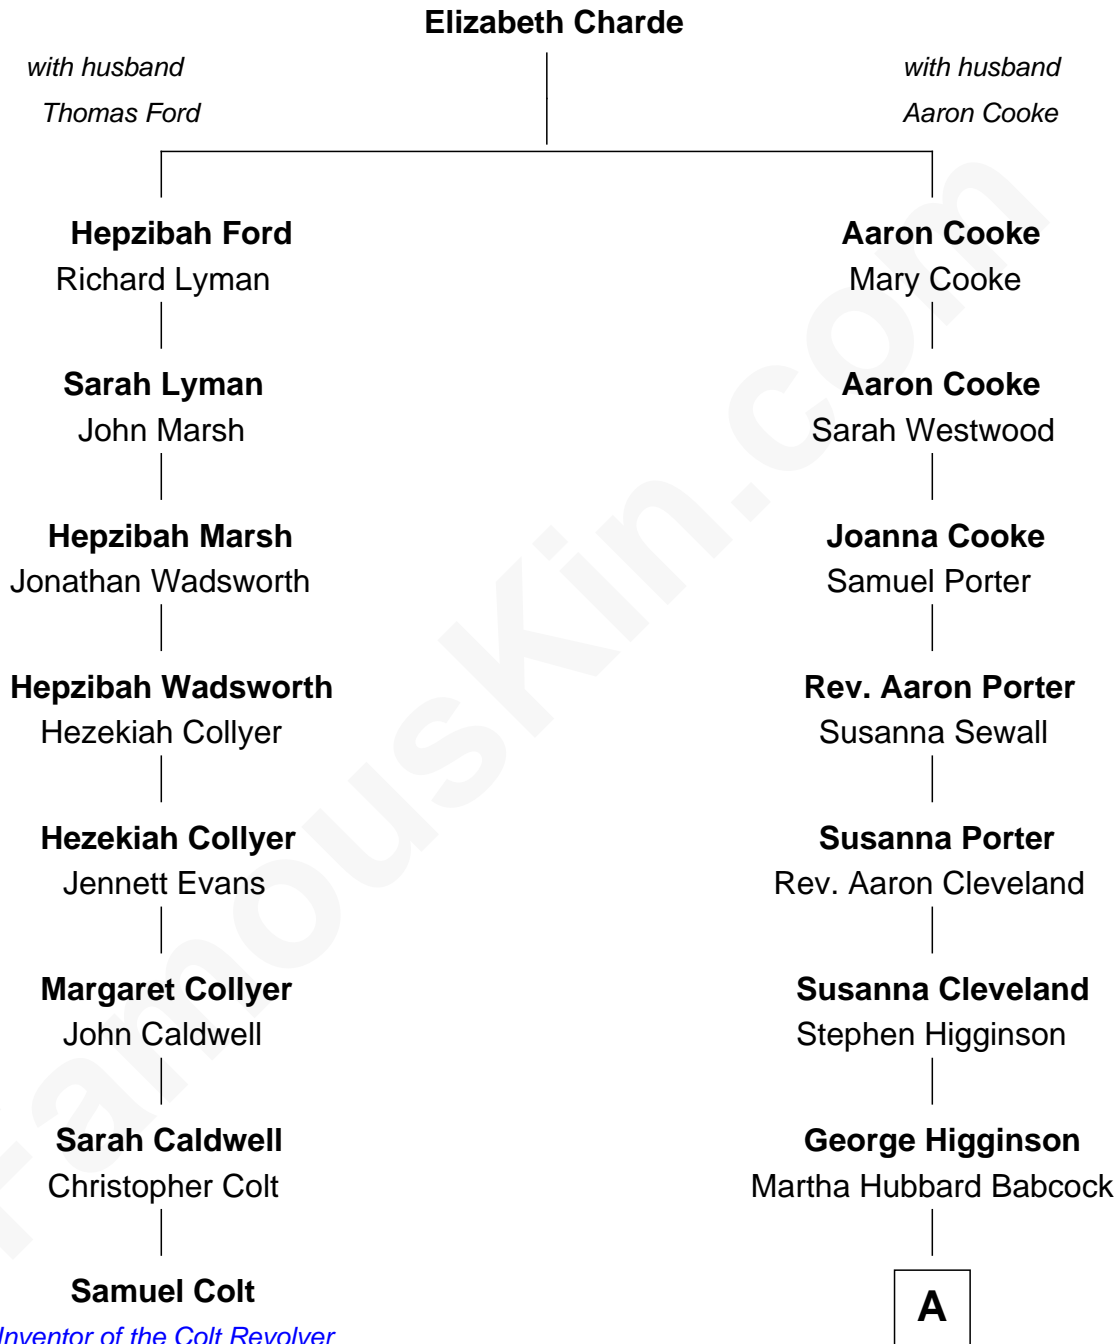 Elizabeth Charde
with husband
Thomas Ford
with husband
Aaron Cooke
Hepzibah Ford
Richard Lyman
Aaron Cooke
Mary Cooke
Sarah Lyman
John Marsh
Aaron Cooke
Sarah Westwood
Hepzibah Marsh
Jonathan Wadsworth
Joanna Cooke
Samuel Porter
Hepzibah Wadsworth
Hezekiah Collyer
Rev. Aaron Porter
Susanna Sewall
Hezekiah Collyer
Jennett Evans
Susanna Porter
Rev. Aaron Cleveland
Margaret Collyer
John Caldwell
Susanna Cleveland
Stephen Higginson
Sarah Caldwell
Christopher Colt
George Higginson
Martha Hubbard Babcock
Samuel Colt
Inventor of the Colt Revolver
A
FamousKin.com